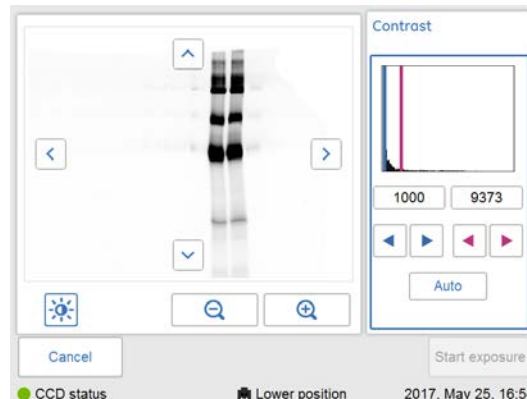 Contrast
1000 9373
Auto
Cancel
Start exposure
CCD status
Lower position
2017, May 25, 16:5